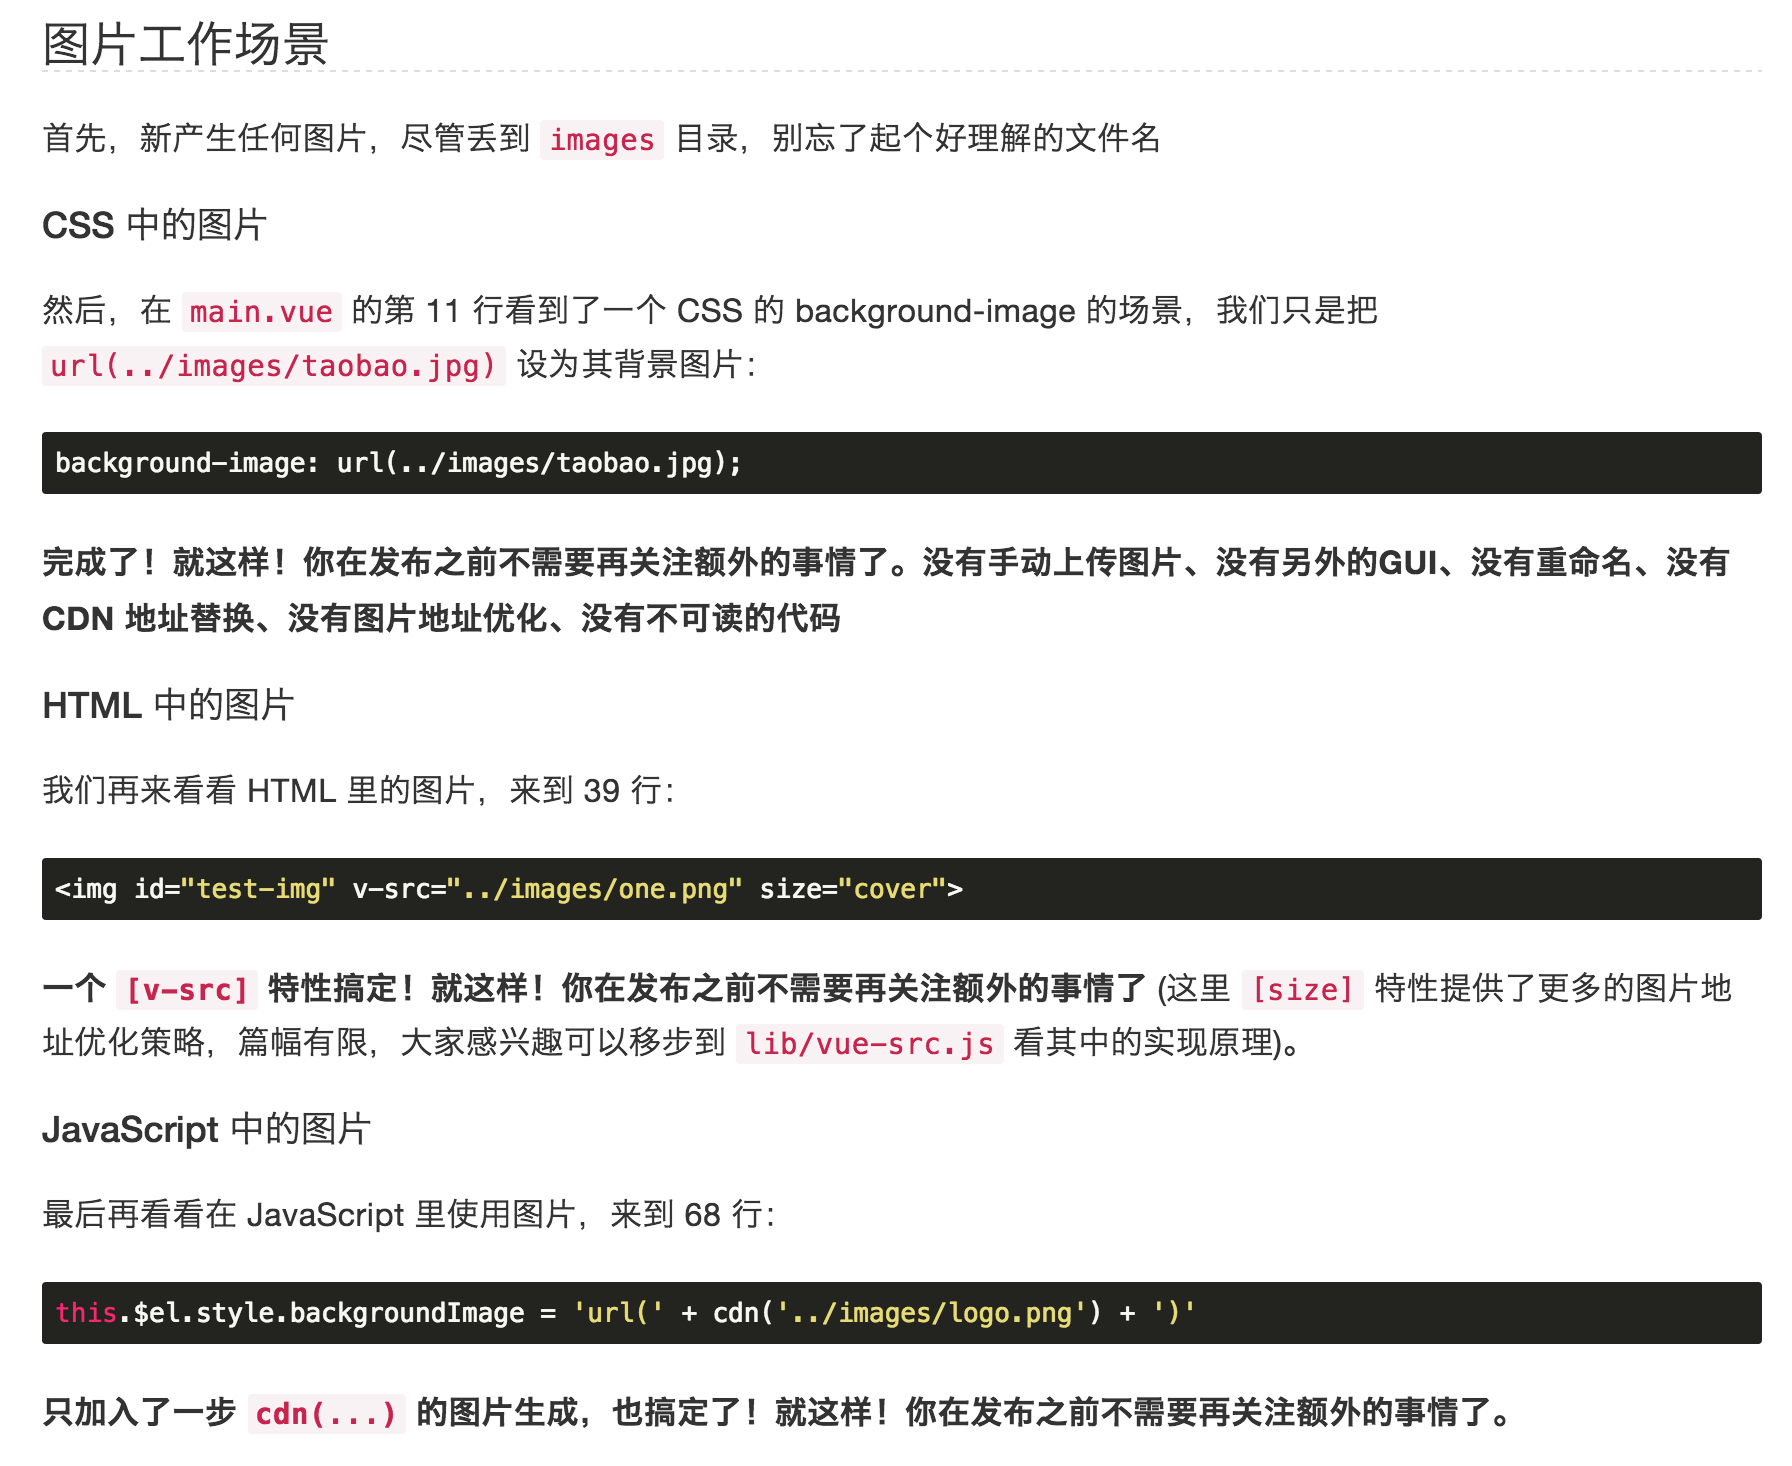 图片工作场景
首先，新产生任何图片，尽管丢到 images 目录，别忘了起个好理解的文件名
CSS 中的图片
然后，在 main.vue 的第 11 行看到了一个 CSS 的 background-image 的场景，我们只是把
url(../images/taobao.jpg) 设为其背景图片：
background-image: url(../images/taobao.jpg);
完成了！就这样！你在发布之前不需要再关注额外的事情了。没有手动上传图片、没有另外的GUI、没有重命名、没有
CDN 地址替换、没有图片地址优化、没有不可读的代码
HTML 中的图片
我们再来看看 HTML 里的图片，来到 39 行：
<img id="test-img" v-src="../images/one.png" size="cover">
一个 [v-src] 特性搞定！就这样！你在发布之前不需要再关注额外的事情了 (这里 [size] 特性提供了更多的图片地
址优化策略，篇幅有限，大家感兴趣可以移步到 lib/vue-src.js 看其中的实现原理)。
JavaScript 中的图片
最后再看看在 JavaScript 里使用图片，来到 68 行：
this.$el.style.backgroundImage = 'url(' + cdn('../images/logo.png') + ')'
只加入了一步 cdn(...) 的图片生成，也搞定了！就这样！你在发布之前不需要再关注额外的事情了。